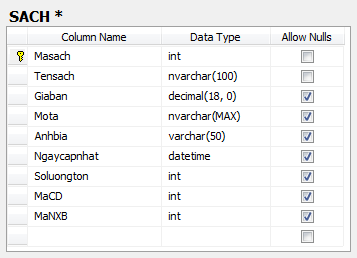 SACH *
Column Name Data Type Allow Nulls
Masach int
Tensach nvarchar(100)
Giaban decimal(18, 0)
Mota nvarchar(MAX)
Anhbia varchar(50)
Ngaycapnhat datetime
Soluongton int
MaCD int
MaNXB int